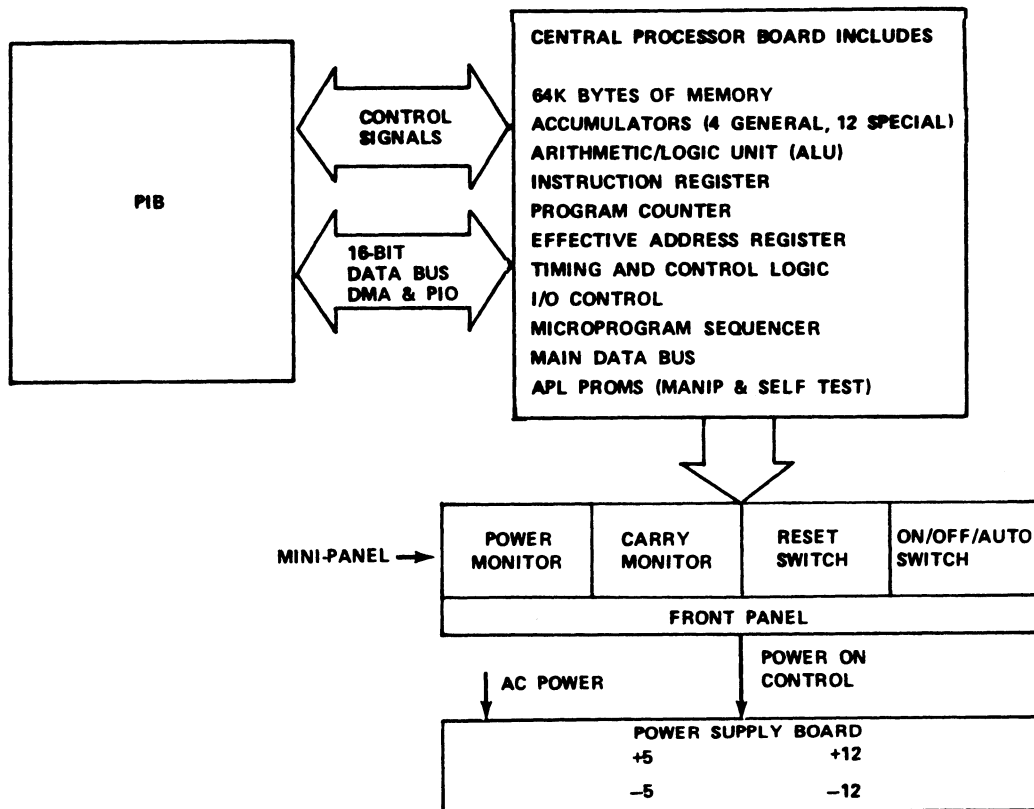 CENTRAL PROCESSOR BOARD INCLUDES
64K BYTES OF MEMORY
ACCUMULATORS (4 GENERAL, 12 SPECIAL)
ARITHMETIC/LOGIC UNIT (ALU)
INSTRUCTION REGISTER
PROGRAM COUNTER
EFFECTIVE ADDRESS REGISTER
TIMING AND CONTROL LOGIC
I/O CONTROL
MICROPROGRAM SEQUENCER
MAIN DATA BUS
APL PROMS (MANIP & SELF TEST)
PIB
CONTROL
SIGNALS
16-BIT
DATA BUS
DMA & PIO
MINI-PANEL
POWER
MONITOR
CARRY
MONITOR
RESET
SWITCH
ON/OFF/AUTO
SWITCH
FRONT PANEL
AC POWER
POWER ON
CONTROL
POWER SUPPLY BOARD
+5 +12
−5 −12